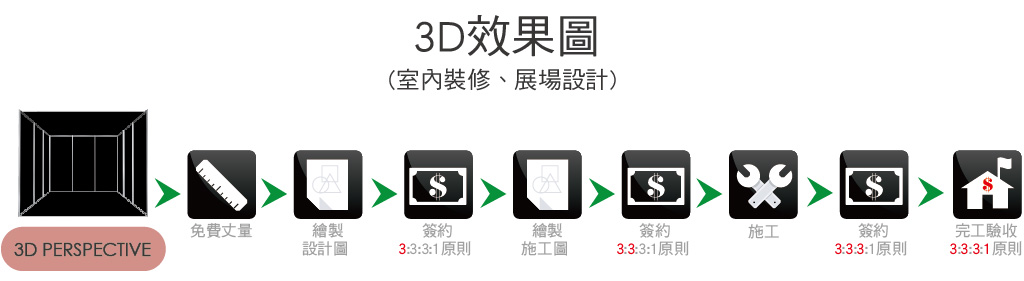 3D效果圖
(室內裝修、展場設計)
3D PERSPECTIVE
免費丈量
繪製
設計圖
簽約
3:3:3:1原則
繪製
施工圖
簽約
3:3:3:1原則
施工
簽約
3:3:3:1原則
完工驗收
3:3:3:1原則